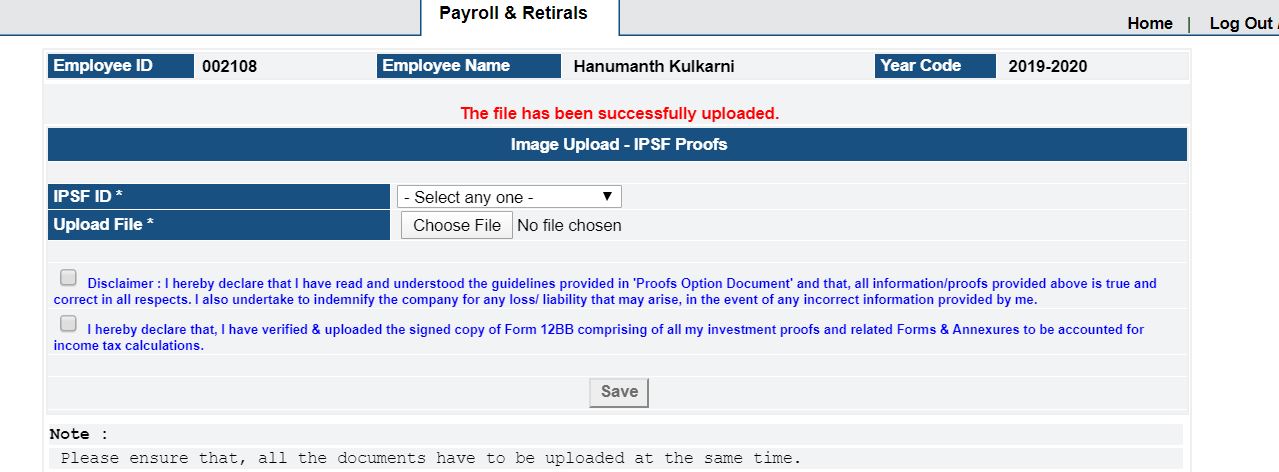 Payroll & Retirals
Home | Log Out
Employee ID 002108 Employee Name Hanumanth Kulkarni Year Code 2019-2020
The file has been successfully uploaded.
Image Upload - IPSF Proofs
IPSF ID * - Select any one -
Upload File * Choose File No file chosen
Disclaimer : I hereby declare that I have read and understood the guidelines provided in 'Proofs Option Document' and that, all information/proofs provided above is true and
correct in all respects. I also undertake to indemnify the company for any loss/ liability that may arise, in the event of any incorrect information provided by me.
I hereby declare that, I have verified & uploaded the signed copy of Form 12BB comprising of all my investment proofs and related Forms & Annexures to be accounted for
income tax calculations.
Save
Note :
Please ensure that, all the documents have to be uploaded at the same time.